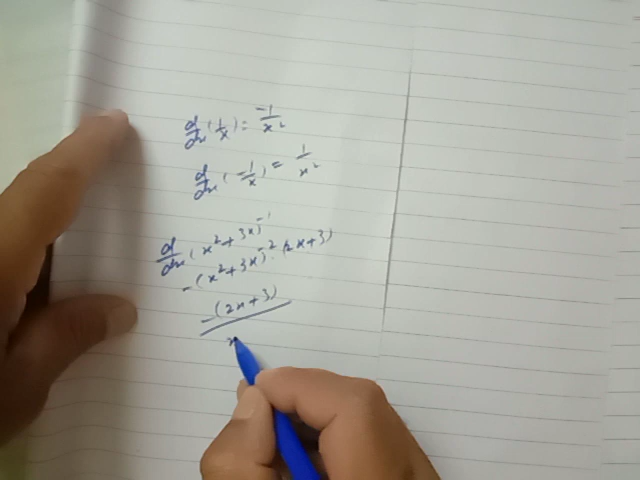 d/dx (1/x) = -1/x²
d/dx (-1/x) = 1/x²
d/dx (x² + 3x)⁻¹
-(x² + 3x)⁻² · (2x + 3)
-(2x + 3)
x